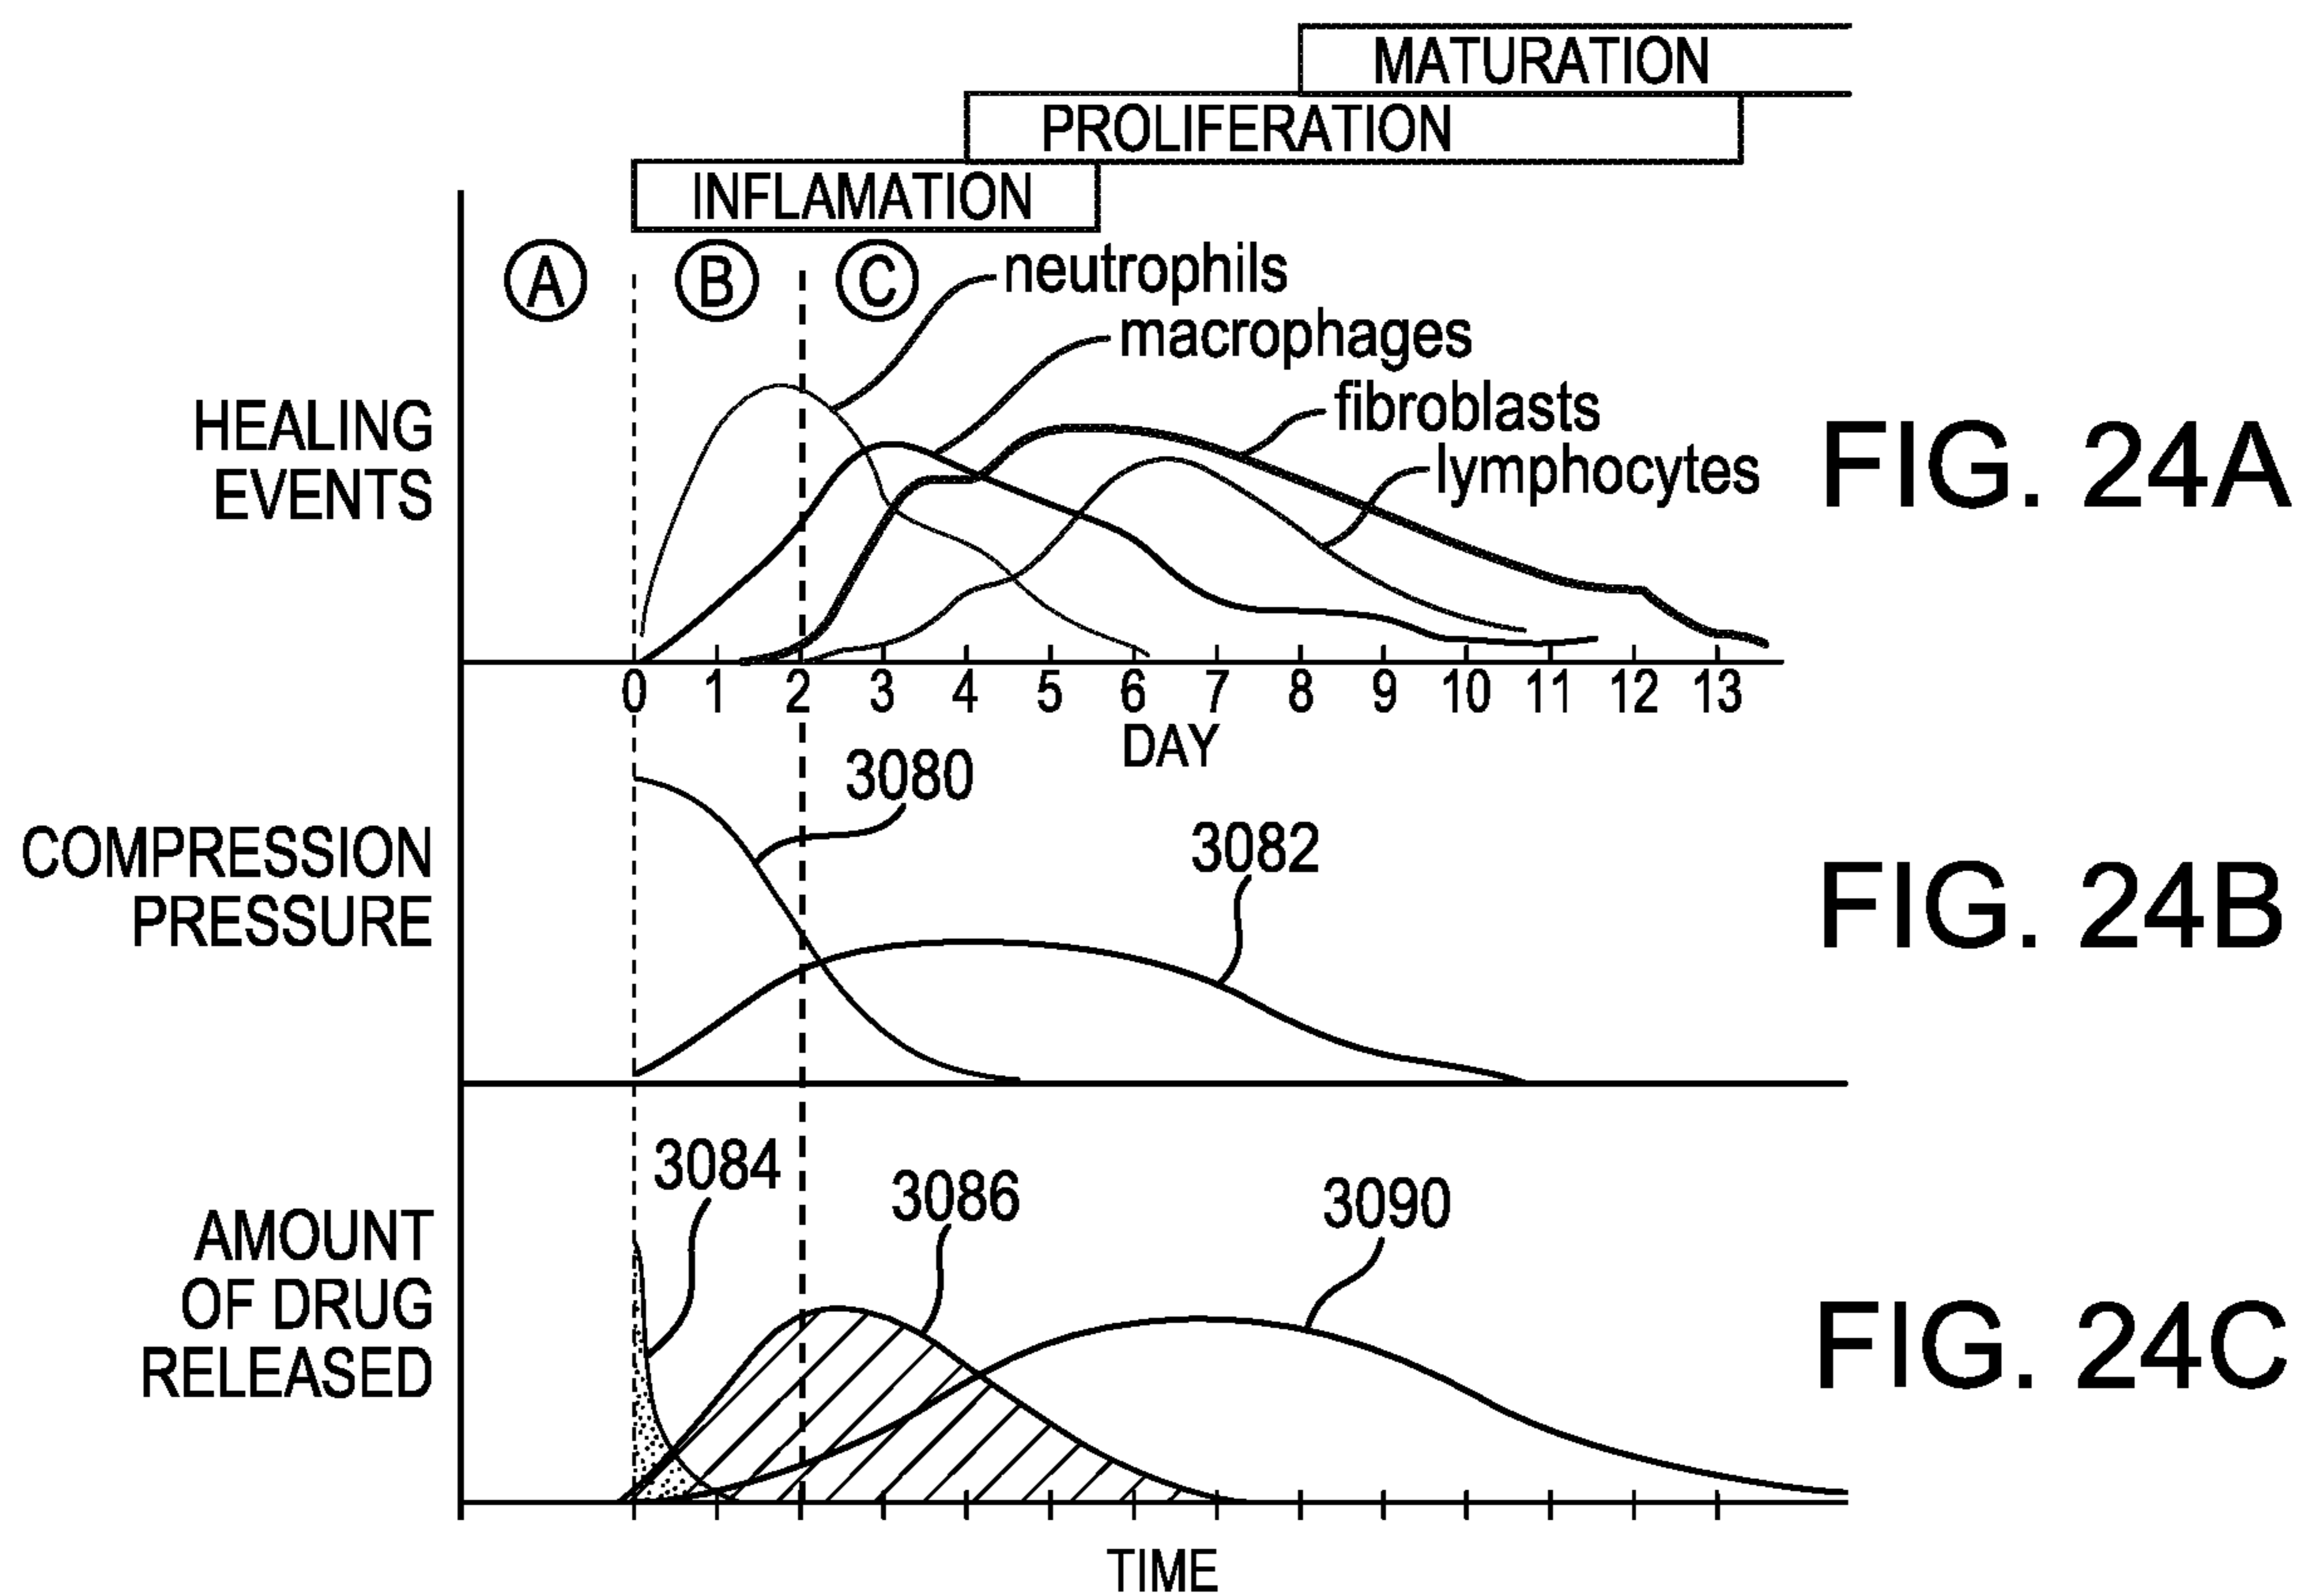 MATURATION
PROLIFERATION
INFLAMATION
A B C
neutrophils
macrophages
fibroblasts
lymphocytes
HEALING
EVENTS
FIG. 24A
0 1 2 3 4 5 6 7 8 9 10 11 12 13
DAY
3080
3082
COMPRESSION
PRESSURE
FIG. 24B
3084
3086
3090
AMOUNT
OF DRUG
RELEASED
FIG. 24C
TIME